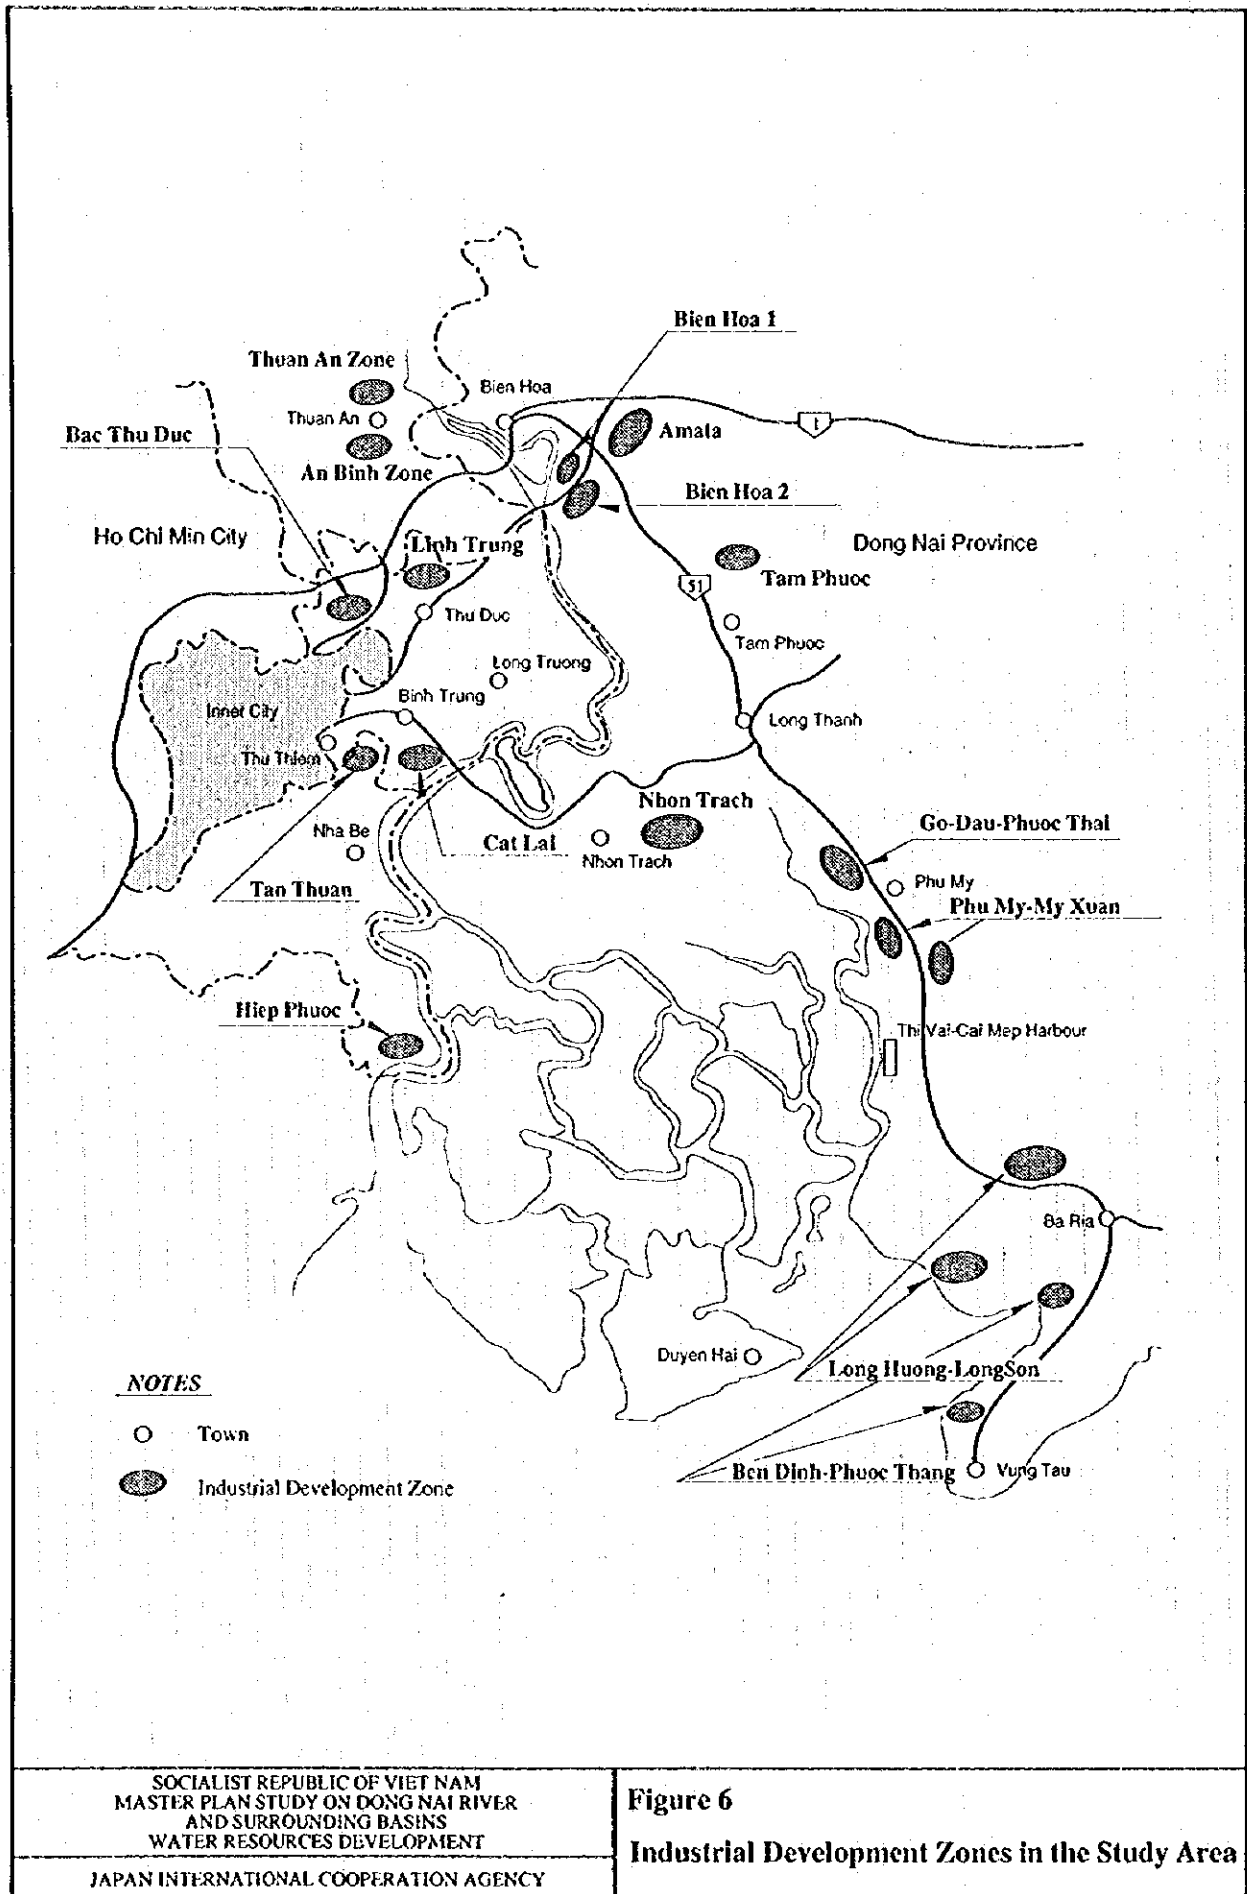 Bien Hoa 1
Thuan An Zone
Bien Hoa
Thuan An
Bac Thu Duc
Amata
1
An Binh Zone
Bien Hoa 2
Ho Chi Min City
Linh Trung
Dong Nai Province
Tam Phuoc
51
Thu Duc
Tam Phuoc
Long Truong
Binh Trung
Inner City
Long Thanh
Thu Thiem
Nhon Trach
Go-Dau-Phuoc Thai
Nha Be
Cat Lai
Nhon Trach
Phu My
Tan Thuan
Phu My-My Xuan
Hiep Phuoc
Thi Vai-Cai Mep Harbour
Ba Ria
Duyen Hai
Long Huong-LongSon
NOTES
Town
Ben Dinh-Phuoc Thang
Vung Tau
Industrial Development Zone
SOCIALIST REPUBLIC OF VIET NAM
MASTER PLAN STUDY ON DONG NAI RIVER
AND SURROUNDING BASINS
WATER RESOURCES DEVELOPMENT
JAPAN INTERNATIONAL COOPERATION AGENCY
Figure 6
Industrial Development Zones in the Study Area